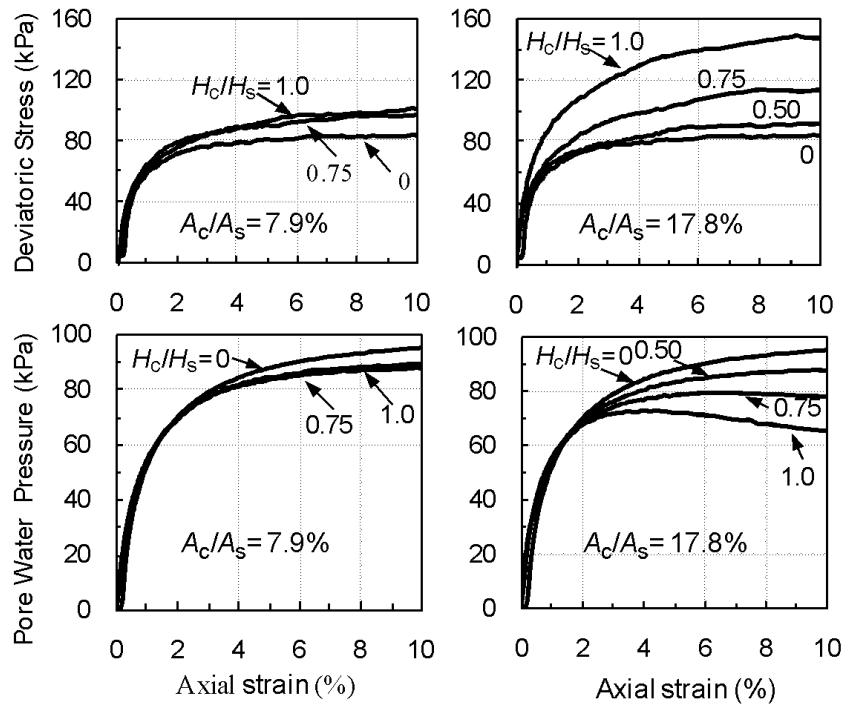 Deviatoric Stress (kPa)
200
160
120
80
40
0
H_C/H_S=1.0
0.75
0
A_c/A_s=7.9%
0 2 4 6 8 10
200
160
120
80
40
0
H_C/H_S=1.0
0.75
0.50
0
A_c/A_s=17.8%
0 2 4 6 8 10
Pore Water Pressure (kPa)
100
80
60
40
20
0
H_C/H_S=0
0.75
1.0
A_c/A_s=7.9%
0 2 4 6 8 10
Axial strain (%)
100
80
60
40
20
0
H_C/H_S=0
0.50
0.75
1.0
A_c/A_s=17.8%
0 2 4 6 8 10
Axial strain (%)